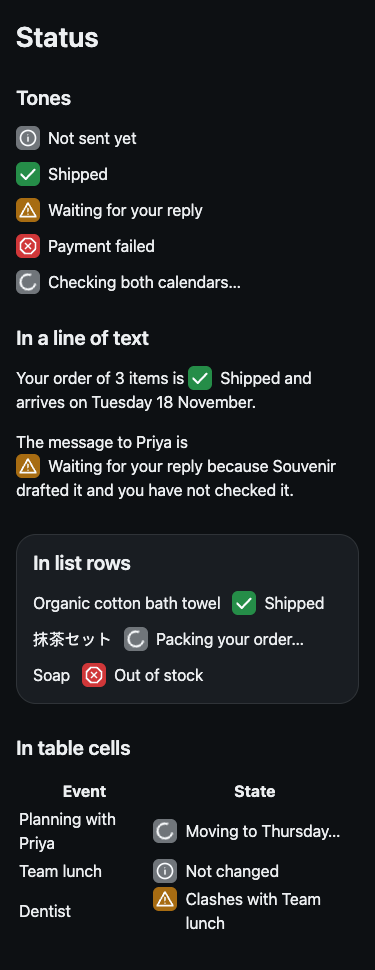 Status
Tones
Not sent yet
Shipped
Waiting for your reply
Payment failed
Checking both calendars...
In a line of text
Your order of 3 items is Shipped and
arrives on Tuesday 18 November.
The message to Priya is
Waiting for your reply because Souvenir
drafted it and you have not checked it.
In list rows
Organic cotton bath towel Shipped
抹茶セット Packing your order...
Soap Out of stock
In table cells
Event State
Planning with
Priya
Moving to Thursday...
Team lunch Not changed
Dentist
Clashes with Team
lunch